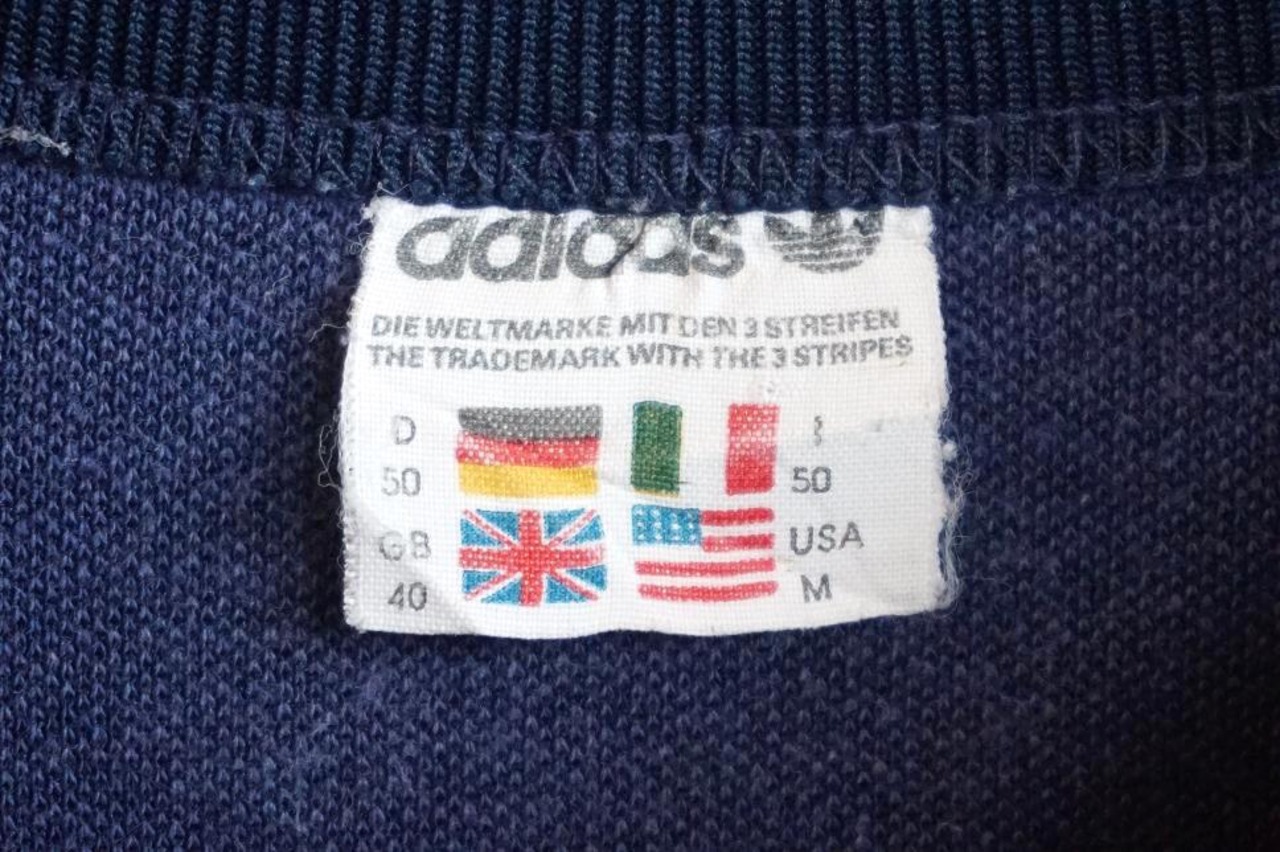 adidas
DIE WELTMARKE MIT DEN 3 STREIFEN
THE TRADEMARK WITH THE 3 STRIPES
D I
50 50
GB USA
40 M